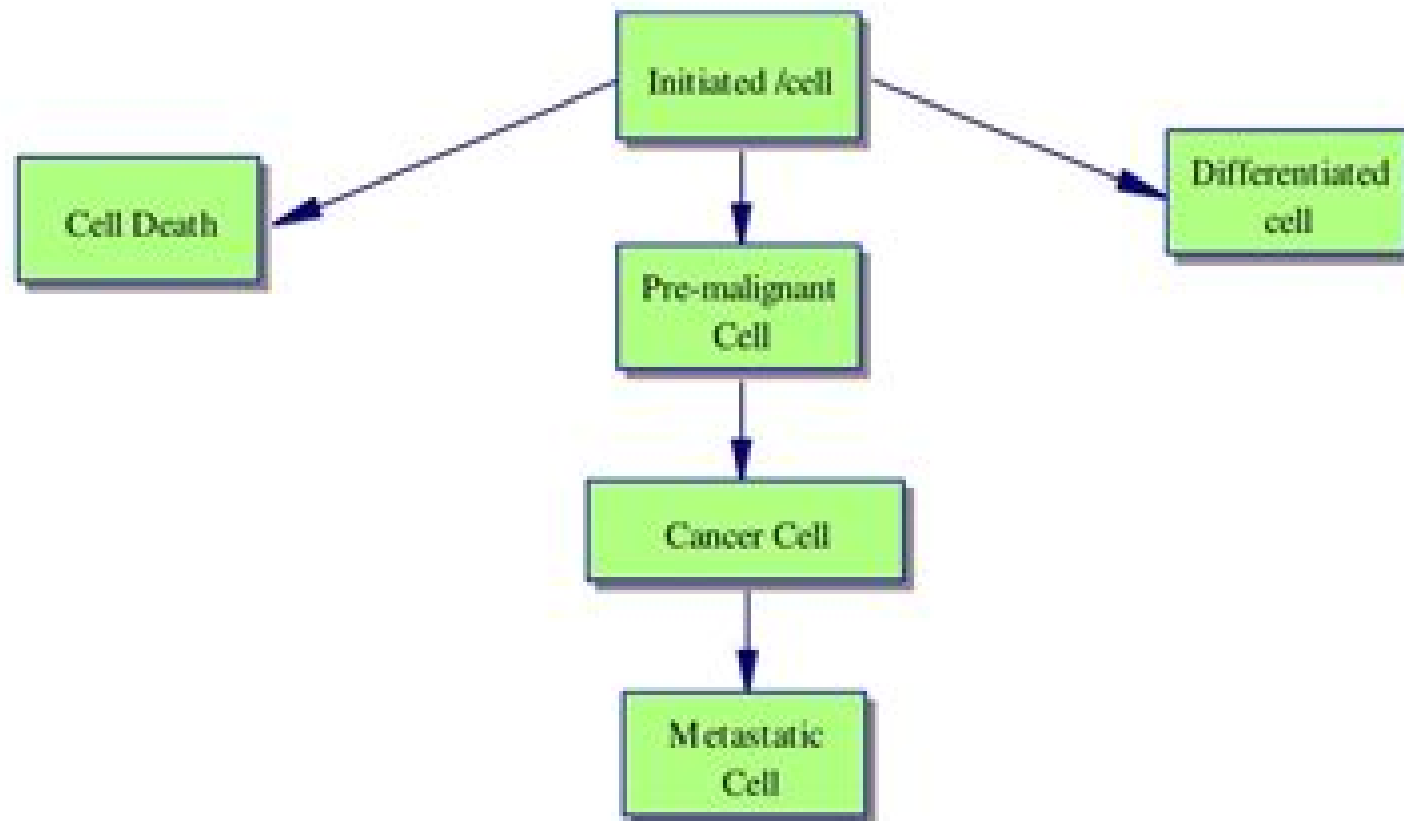 Initiated /cell
Cell Death
Differentiated
cell
Pre-malignant
Cell
Cancer Cell
Metastatic
Cell